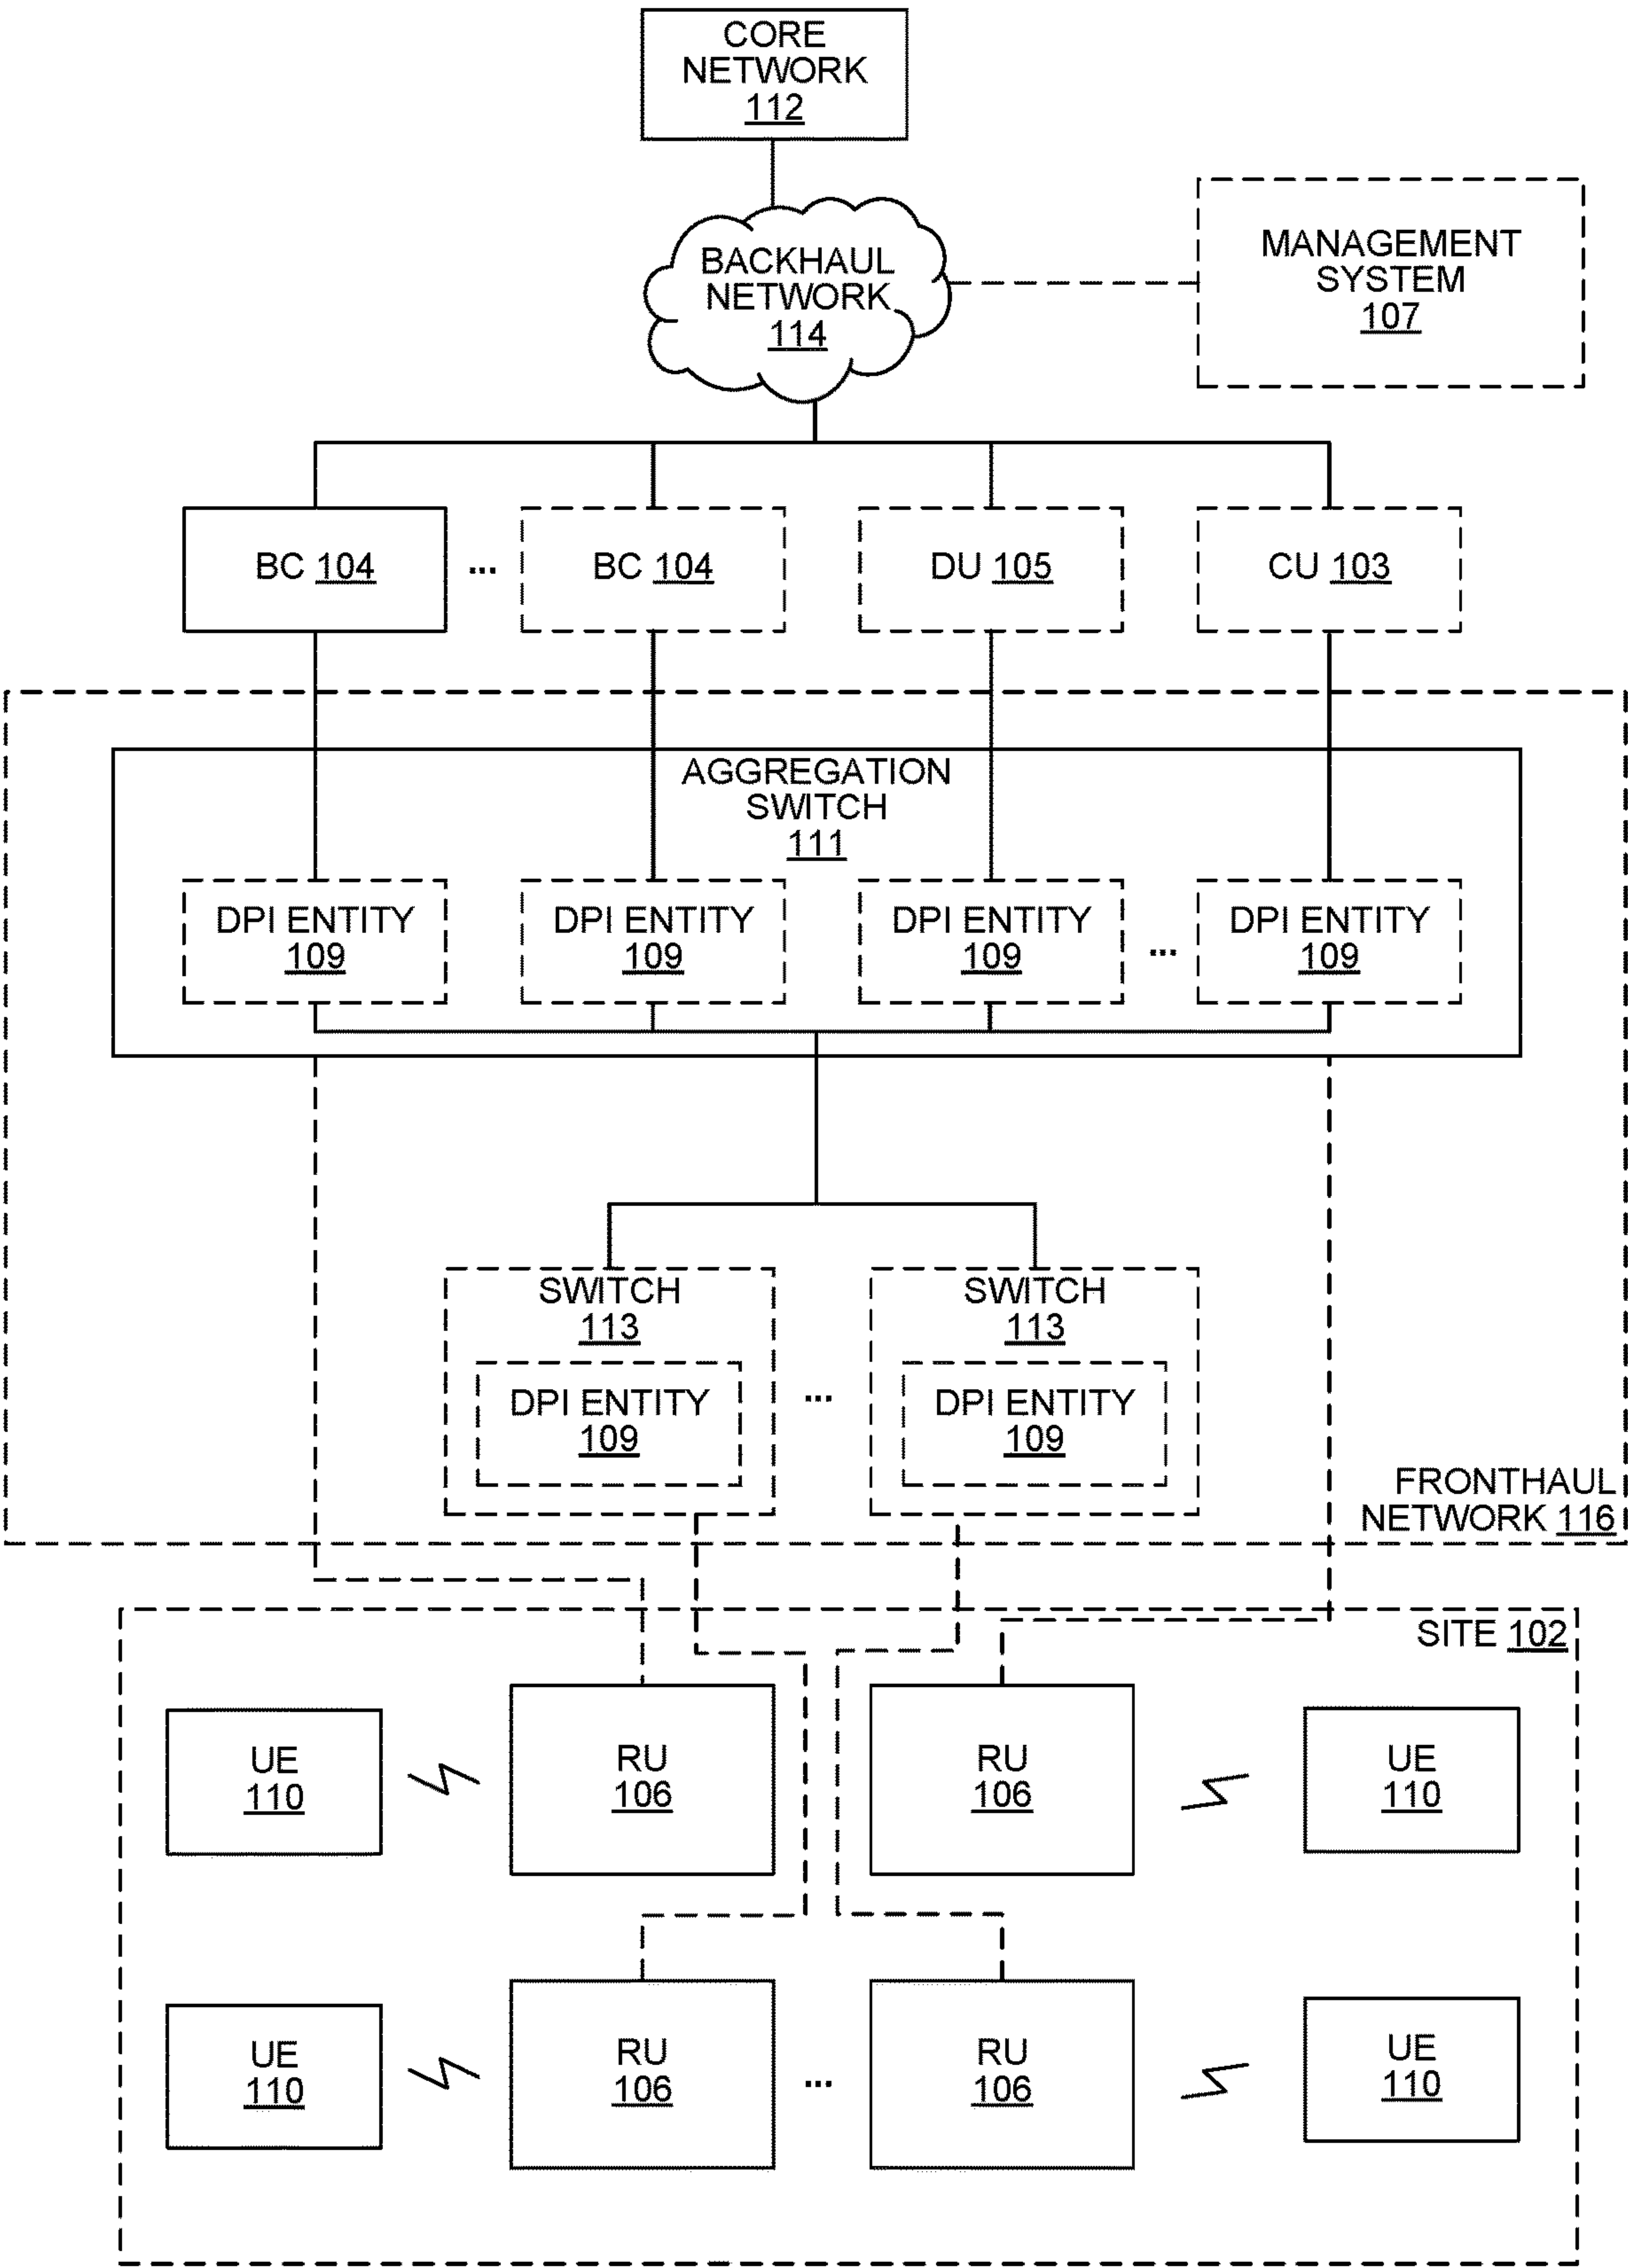 CORE
NETWORK
112
BACKHAUL
NETWORK
114
MANAGEMENT
SYSTEM
107
BC 104
...
BC 104
DU 105
CU 103
AGGREGATION
SWITCH
111
DPI ENTITY
109
DPI ENTITY
109
DPI ENTITY
109
...
DPI ENTITY
109
SWITCH
113
DPI ENTITY
109
...
SWITCH
113
DPI ENTITY
109
FRONTHAUL
NETWORK 116
SITE 102
UE
110
RU
106
RU
106
UE
110
UE
110
RU
106
...
RU
106
UE
110